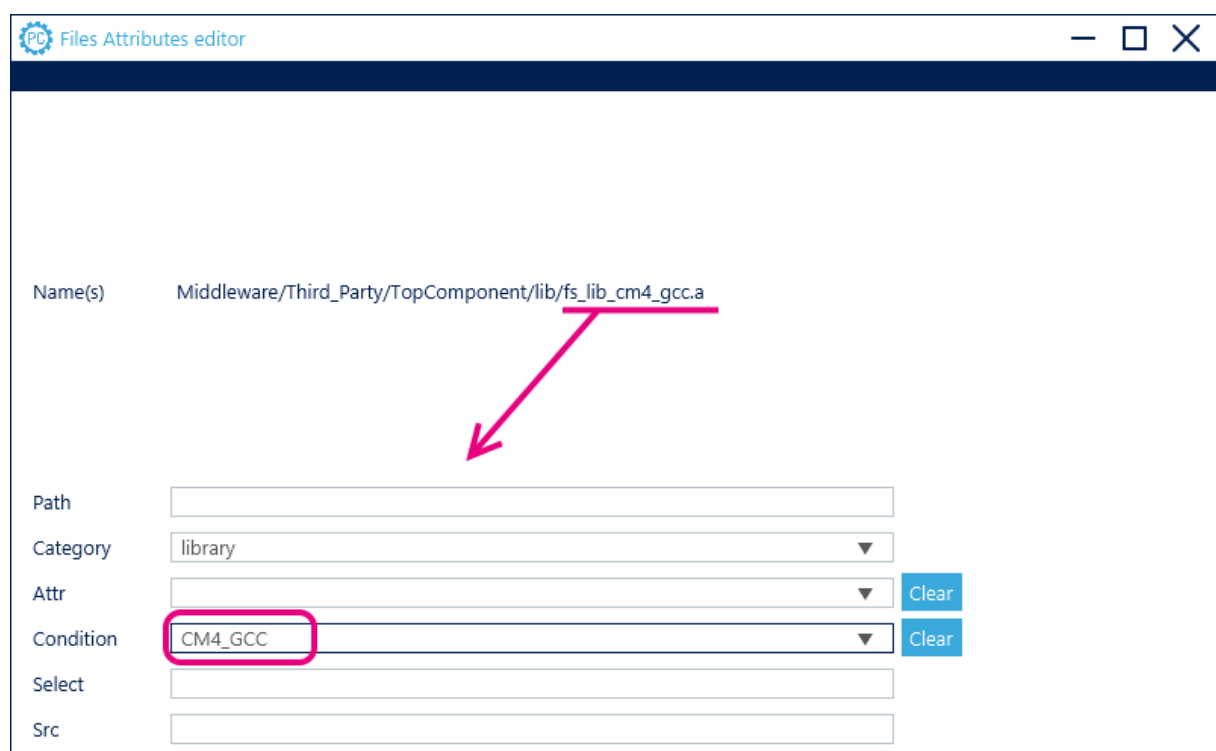 PC Files Attributes editor
Name(s) Middleware/Third_Party/TopComponent/lib/fs_lib_cm4_gcc.a
Path
Category library
Attr Clear
Condition CM4_GCC Clear
Select
Src